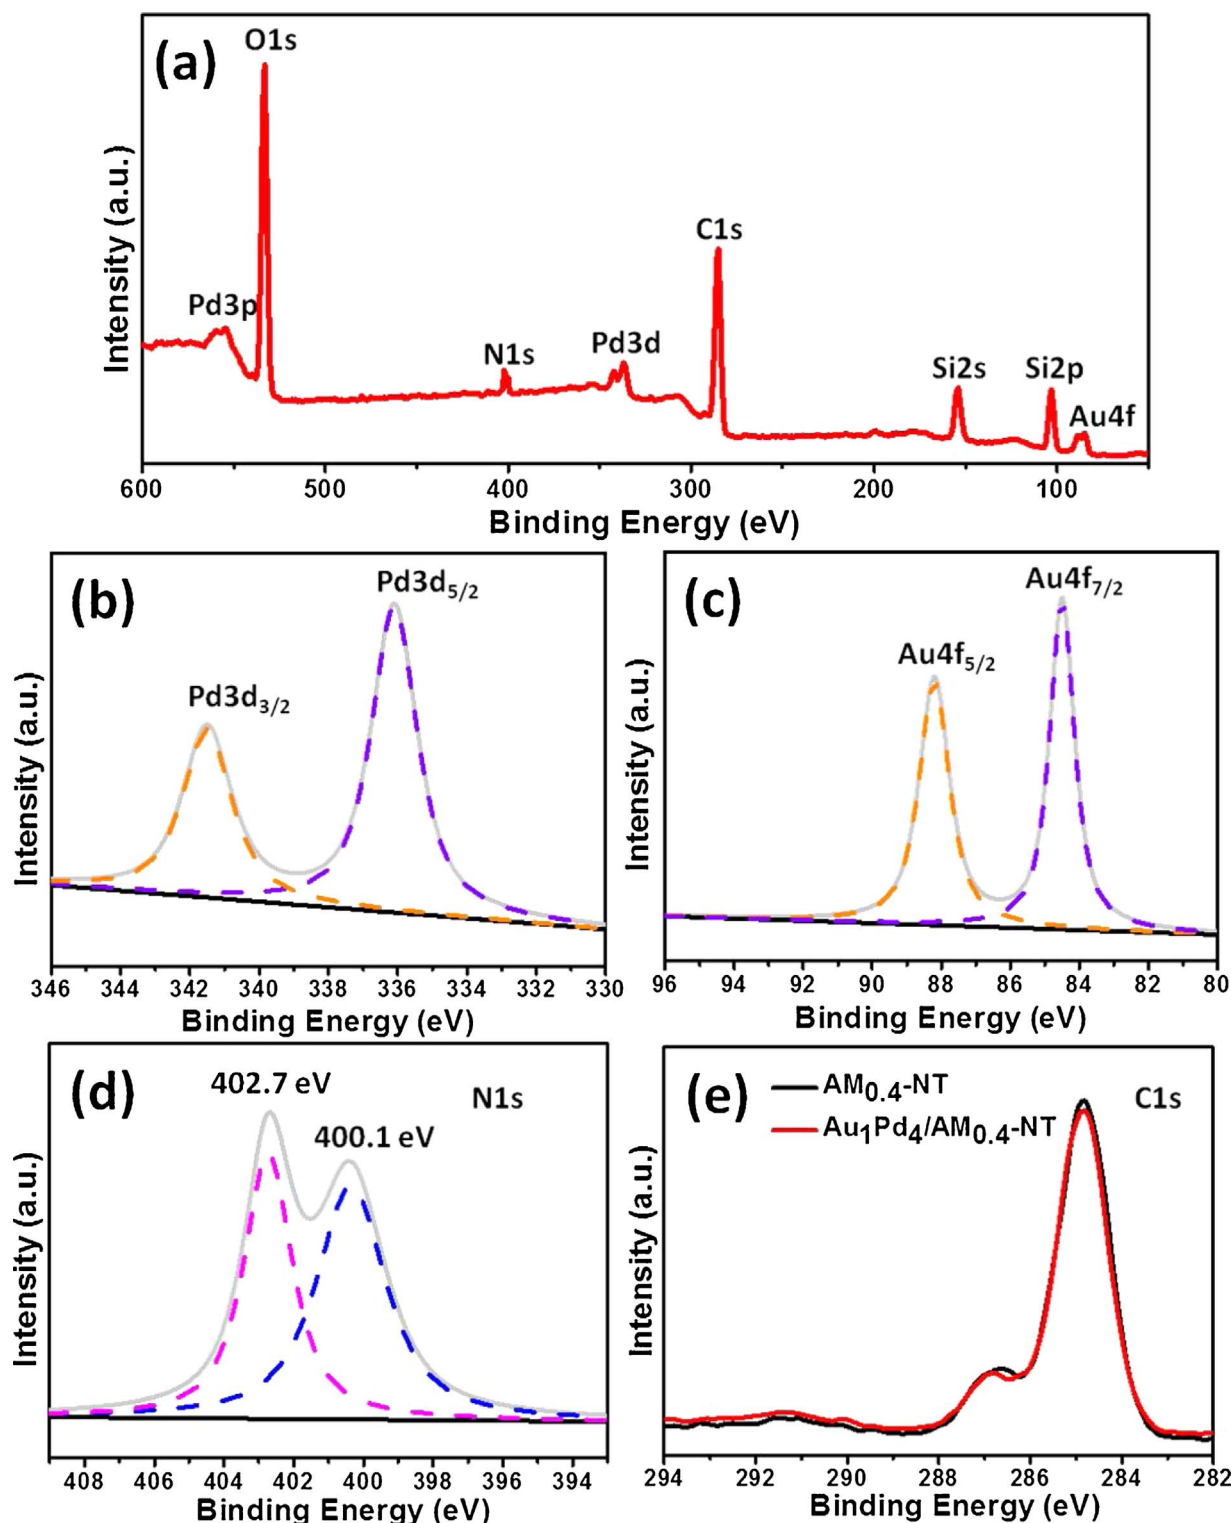 (a)
O1s
Pd3p
N1s
Pd3d
C1s
Si2s
Si2p
Au4f
Intensity (a.u.)
600 500 400 300 200 100
Binding Energy (eV)
(b)
Pd3d3/2
Pd3d5/2
Intensity (a.u.)
346 344 342 340 338 336 334 332 330
Binding Energy (eV)
(c)
Au4f5/2
Au4f7/2
Intensity (a.u.)
96 94 92 90 88 86 84 82 80
Binding Energy (eV)
(d)
402.7 eV
400.1 eV
N1s
Intensity (a.u.)
408 406 404 402 400 398 396 394
Binding Energy (eV)
(e)
AM0.4-NT
Au1Pd4/AM0.4-NT
C1s
Intensity (a.u.)
294 292 290 288 286 284 282
Binding Energy (eV)